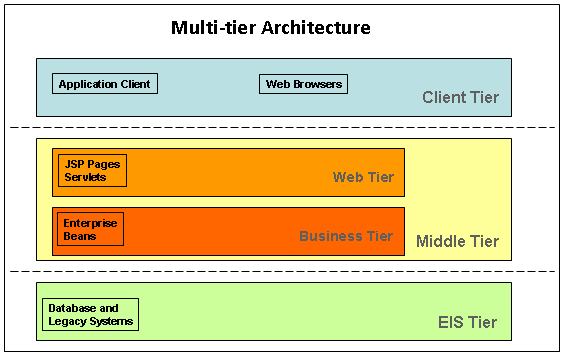 Multi-tier Architecture
Application Client
Web Browsers
Client Tier
JSP Pages
Servlets
Web Tier
Enterprise
Beans
Business Tier
Middle Tier
Database and
Legacy Systems
EIS Tier